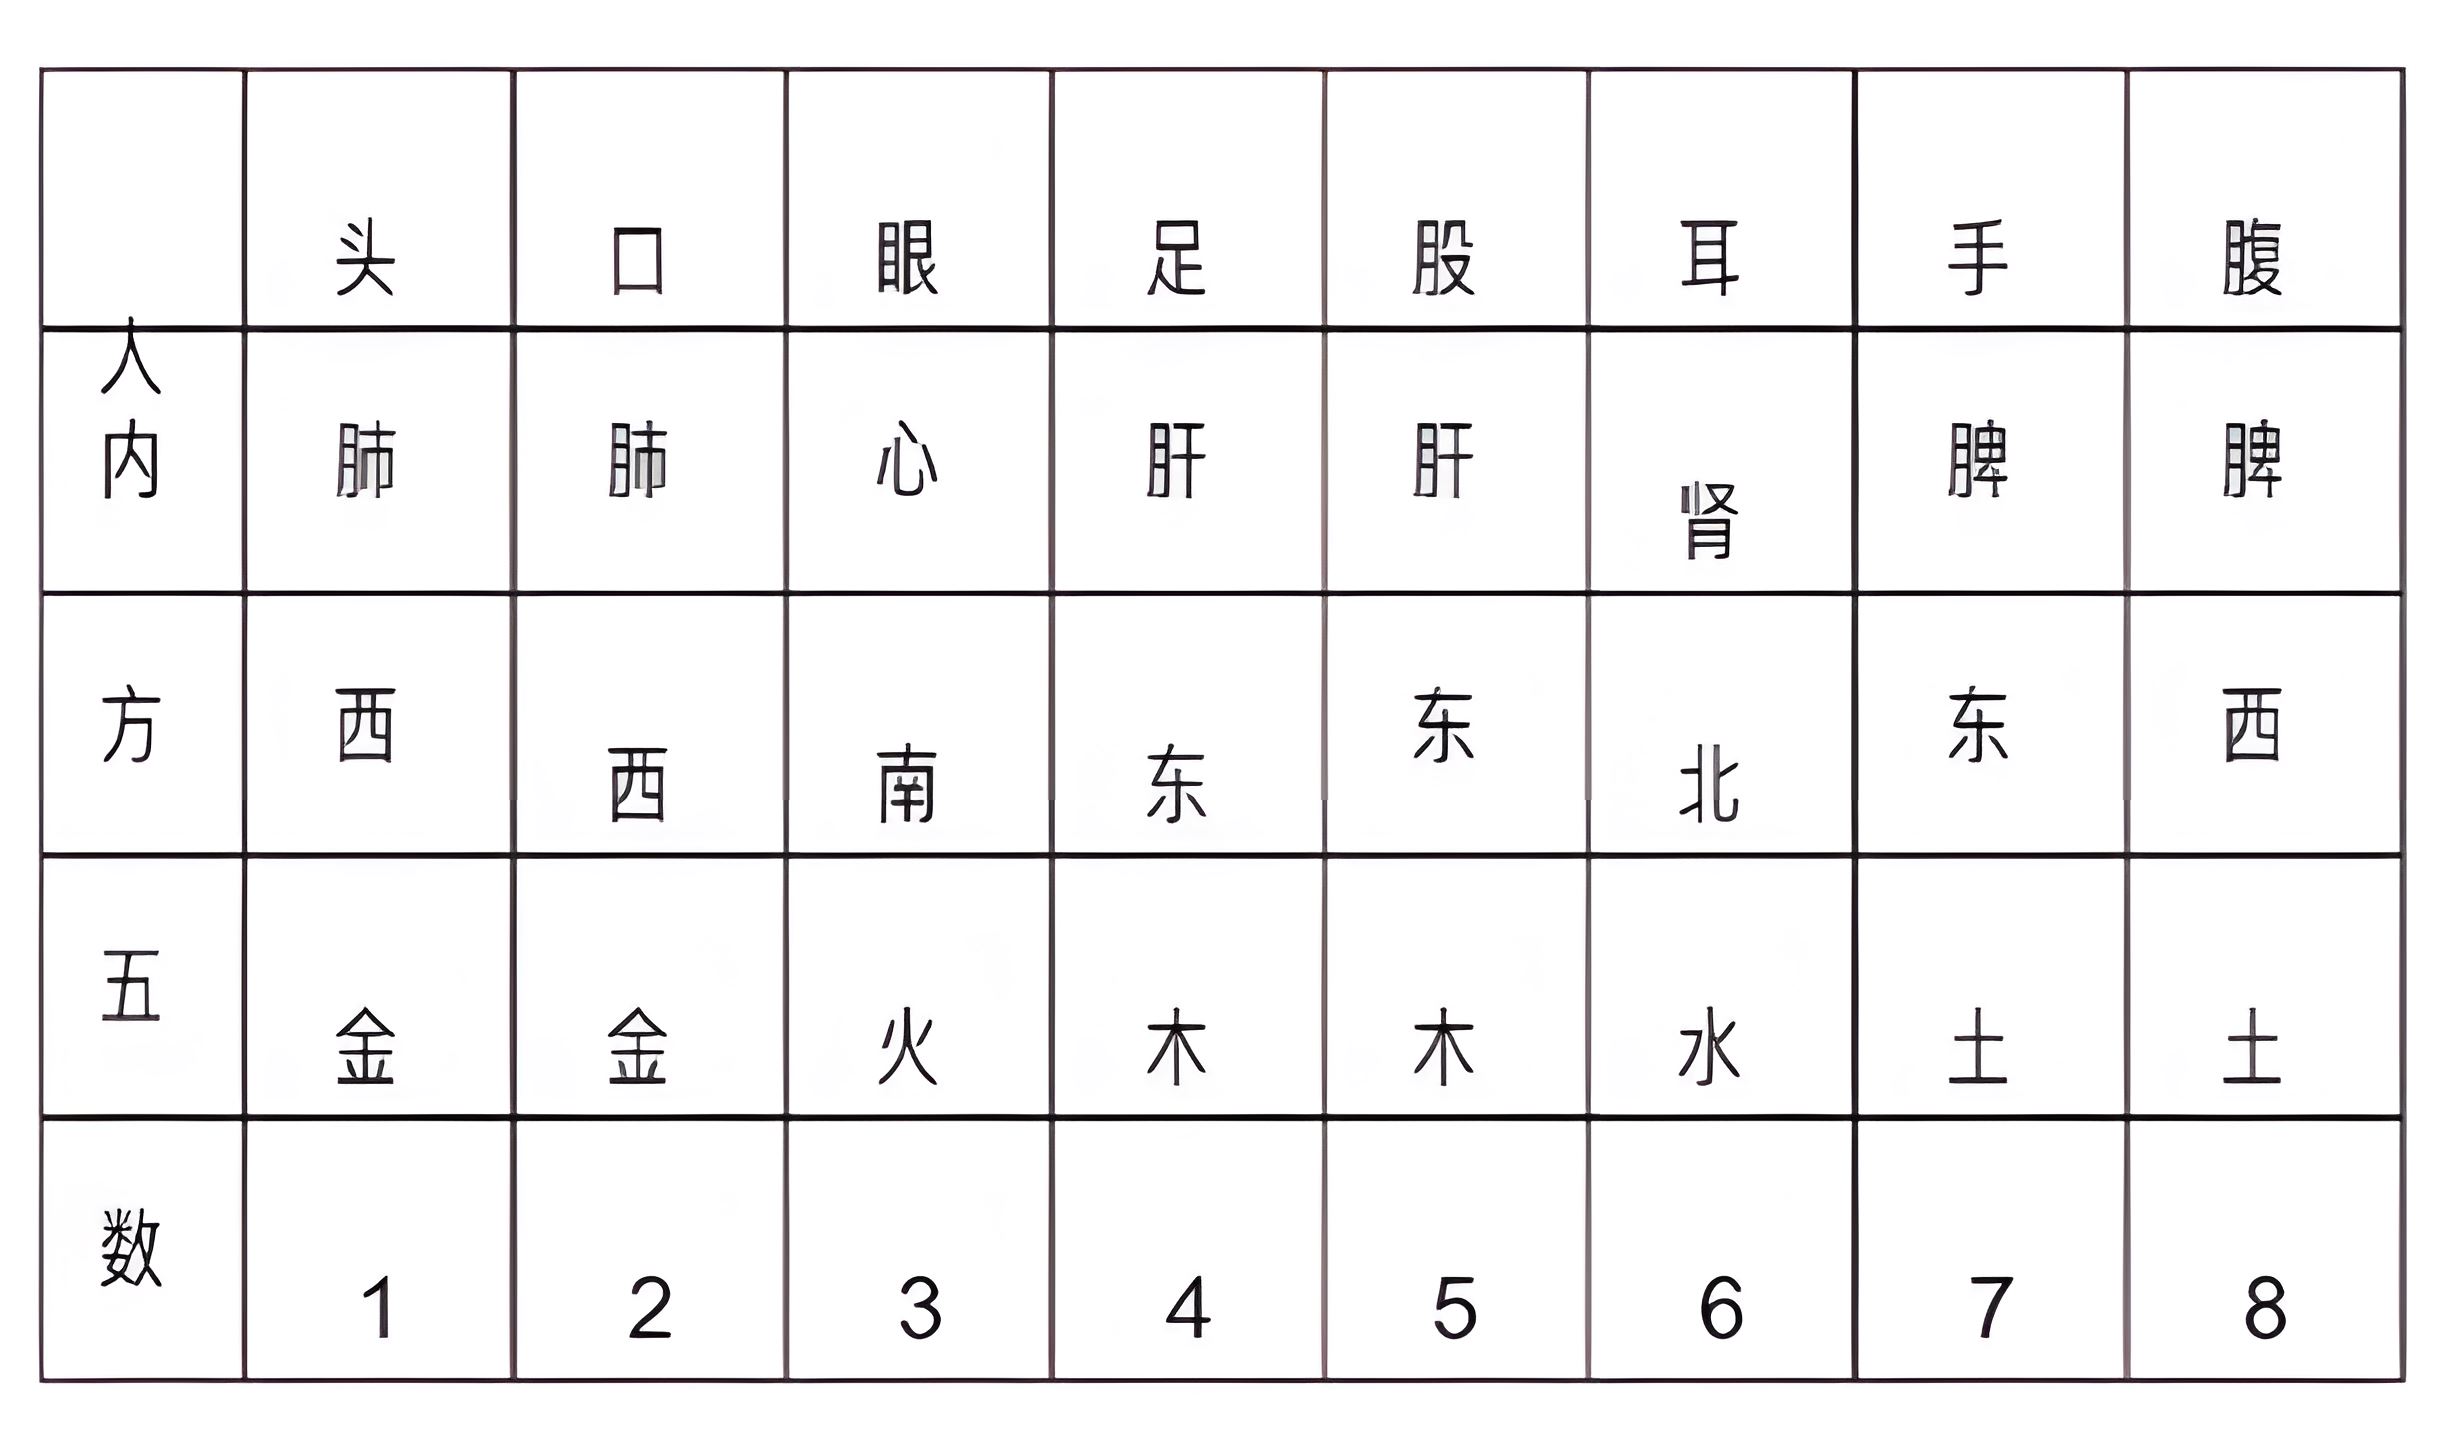 头 口 眼 足 股 耳 手 腹
人
内 肺 肺 心 肝 肝 肾 脾 脾
方 西 西 南 东 东 北 东 西
五 金 金 火 木 木 水 土 土
数 1 2 3 4 5 6 7 8